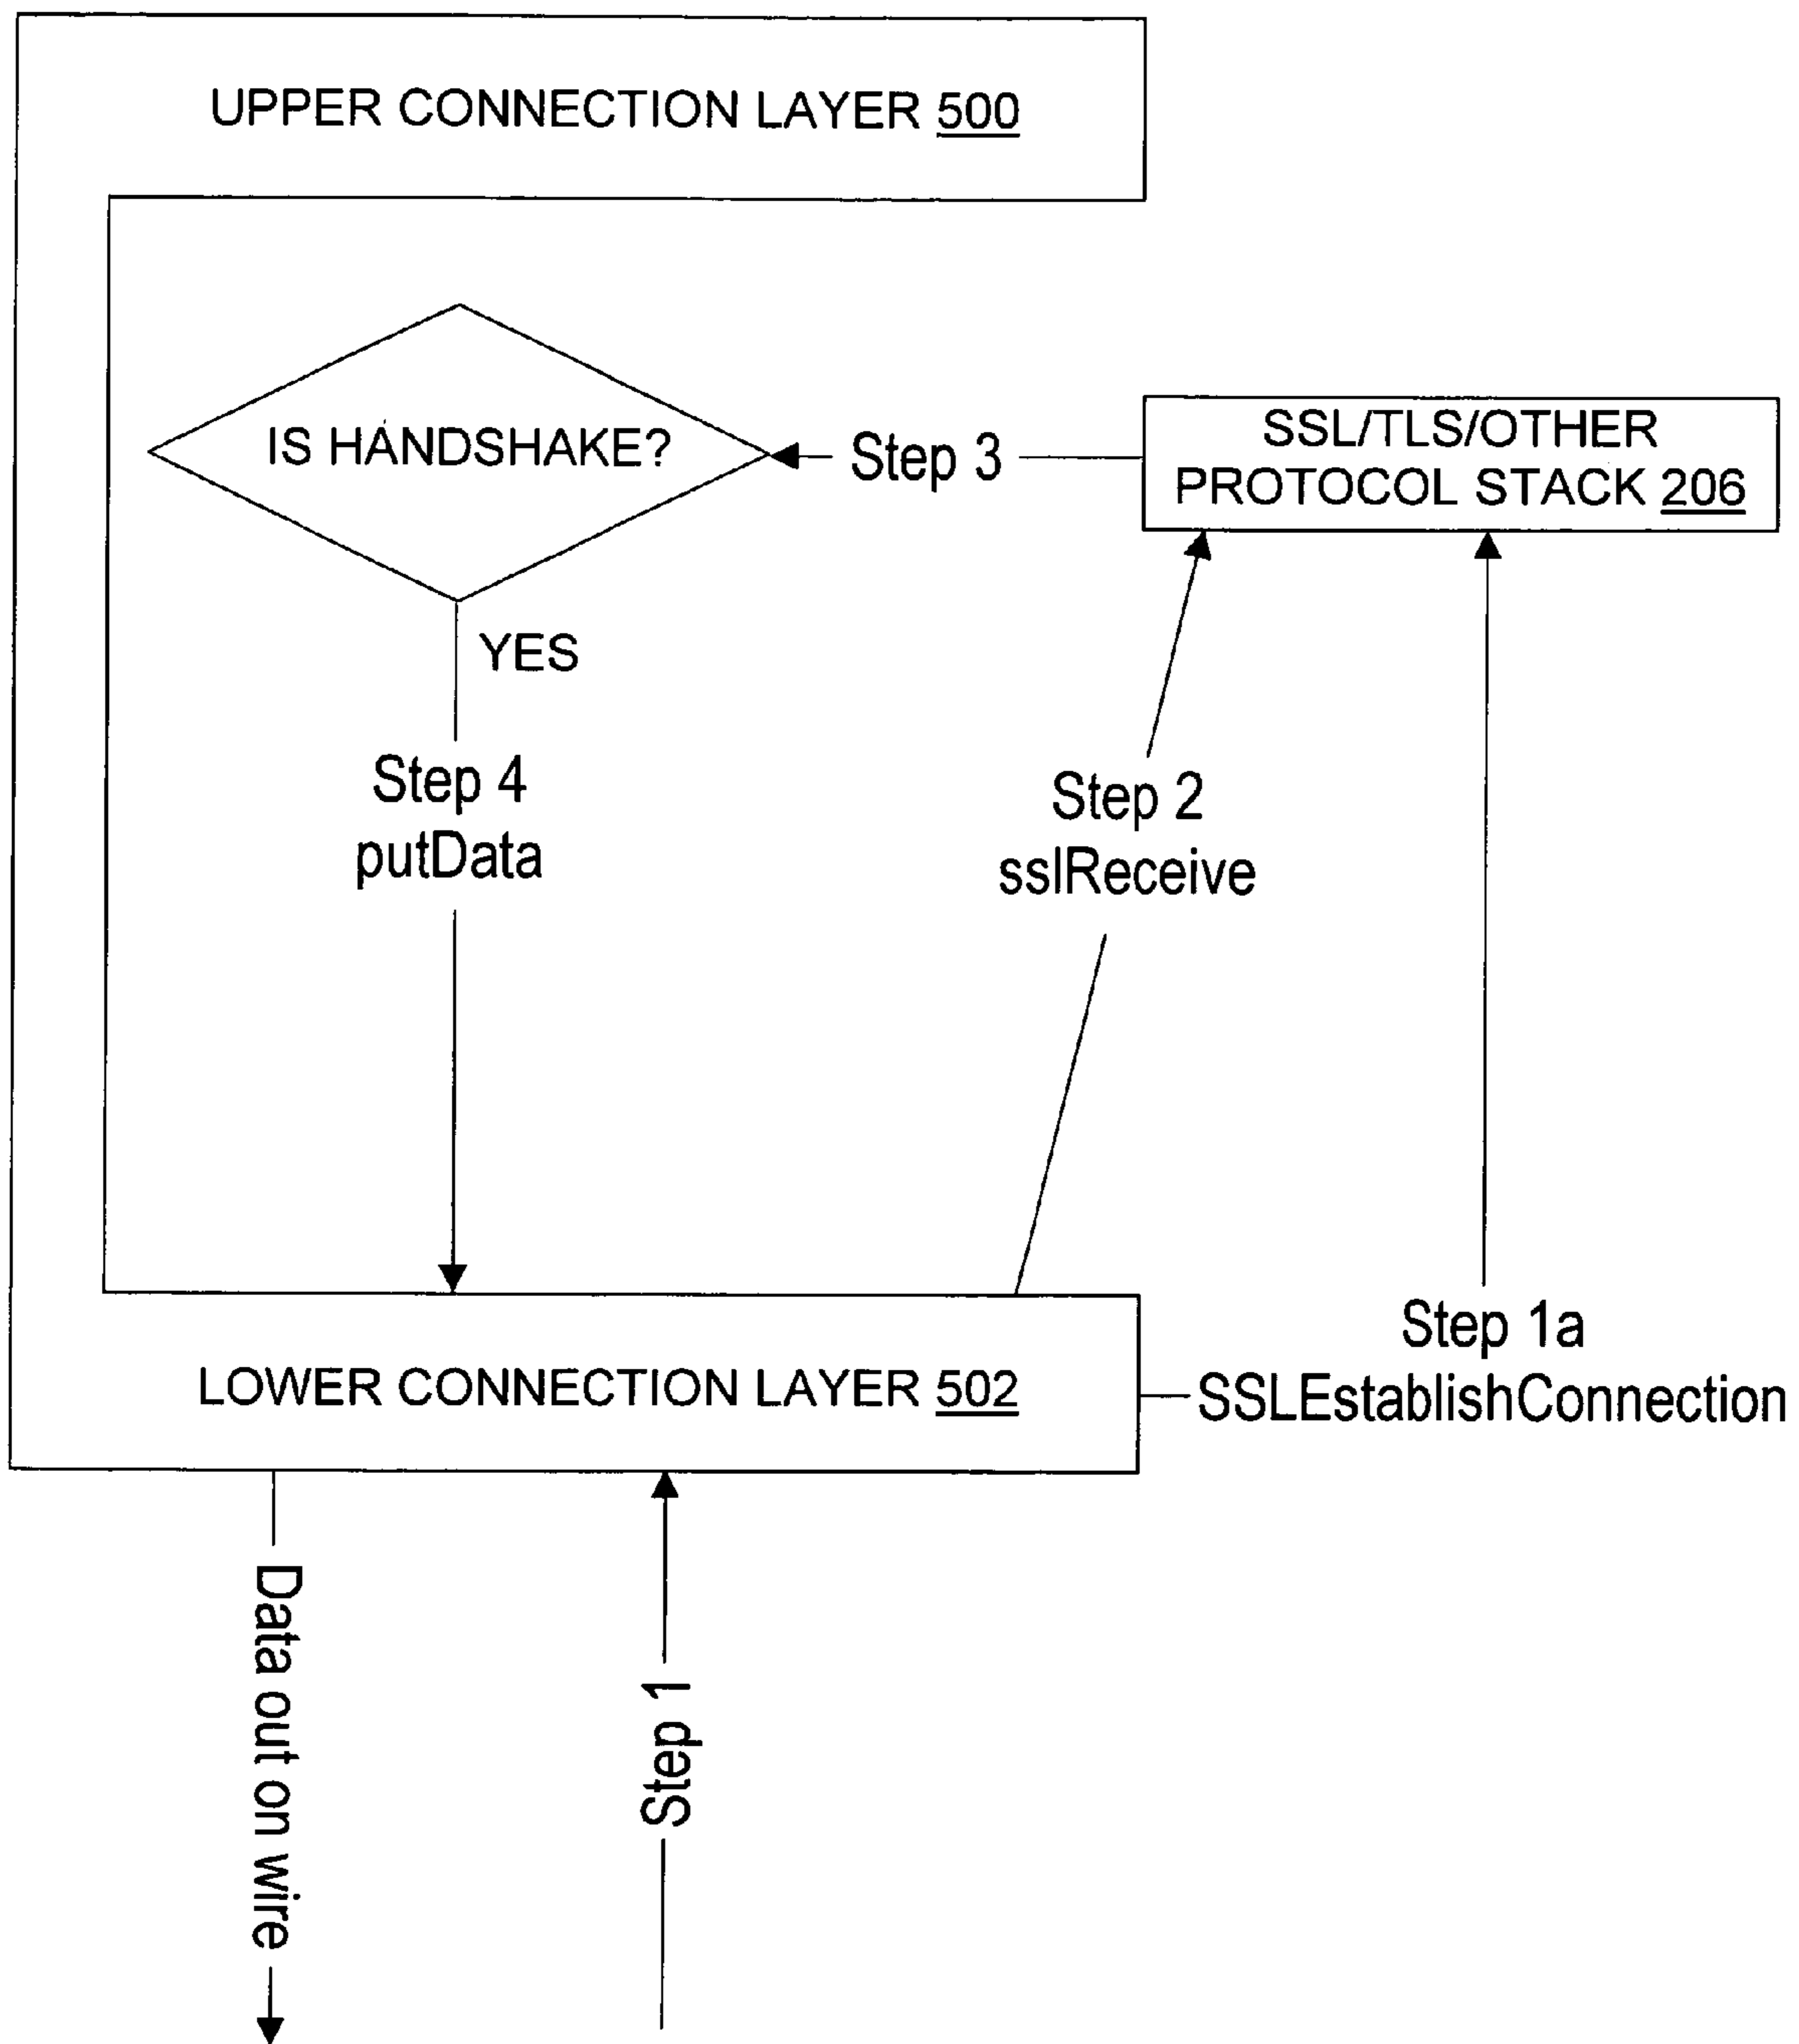 UPPER CONNECTION LAYER 500
IS HANDSHAKE?
Step 3
SSL/TLS/OTHER
PROTOCOL STACK 206
YES
Step 4
putData
Step 2
sslReceive
Step 1a
SSLEstablishConnection
LOWER CONNECTION LAYER 502
Data out on wire
Step 1